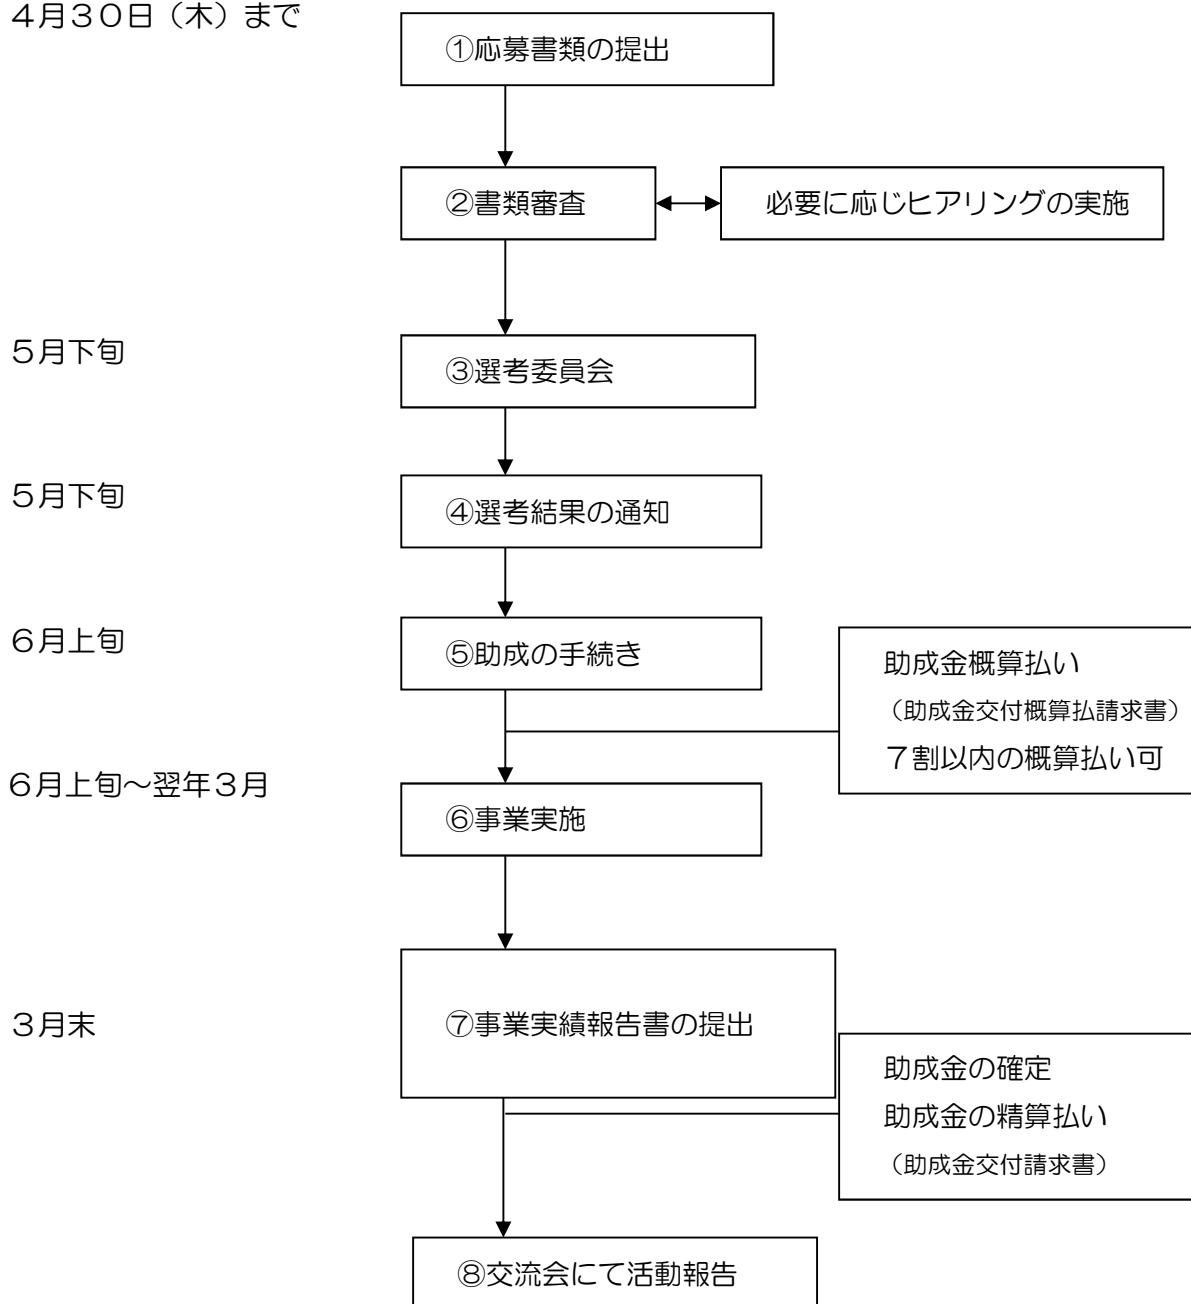 ４月３０日（木）まで
①応募書類の提出
②書類審査
必要に応じヒアリングの実施
５月下旬
③選考委員会
５月下旬
④選考結果の通知
６月上旬
⑤助成の手続き
助成金概算払い
（助成金交付概算払請求書）
７割以内の概算払い可
６月上旬～翌年３月
⑥事業実施
３月末
⑦事業実績報告書の提出
助成金の確定
助成金の精算払い
（助成金交付請求書）
⑧交流会にて活動報告